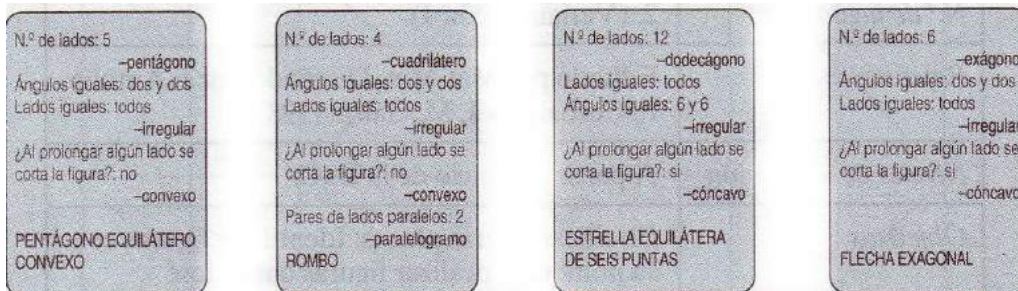 N.º de lados: 5
–pentágono
Ángulos iguales: dos y dos
Lados iguales: todos
–irregular
¿Al prolongar algún lado se
corta la figura?: no
–convexo
PENTÁGONO EQUILÁTERO
CONVEXO
N.º de lados: 4
–cuadrilátero
Ángulos iguales: dos y dos
Lados iguales: todos
–irregular
¿Al prolongar algún lado se
corta la figura?: no
–convexo
Pares de lados paralelos: 2
–paralelogramo
ROMBO
N.º de lados: 12
–dodecágono
Lados iguales: todos
Ángulos iguales: 6 y 6
–irregular
¿Al prolongar algún lado se
corta la figura?: sí
–cóncavo
ESTRELLA EQUILÁTERA
DE SEIS PUNTAS
N.º de lados: 6
–exágono
Ángulos iguales: dos y dos
Lados iguales: todos
–irregular
¿Al prolongar algún lado se
corta la figura?: sí
–cóncavo
FLECHA EXAGONAL